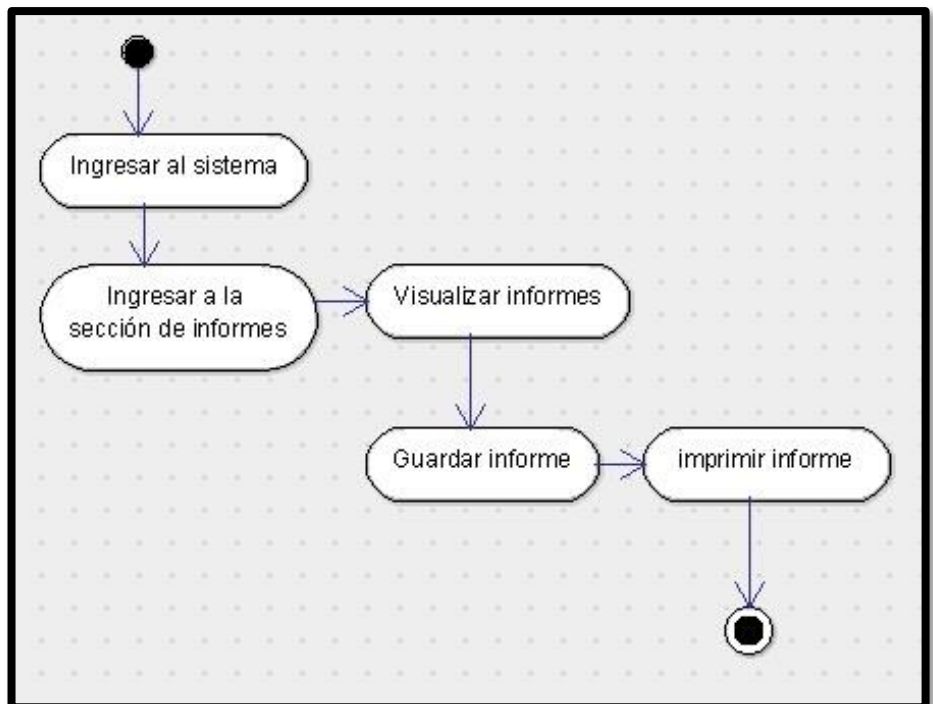 Ingresar al sistema
Ingresar a la
sección de informes
Visualizar informes
Guardar informe
imprimir informe